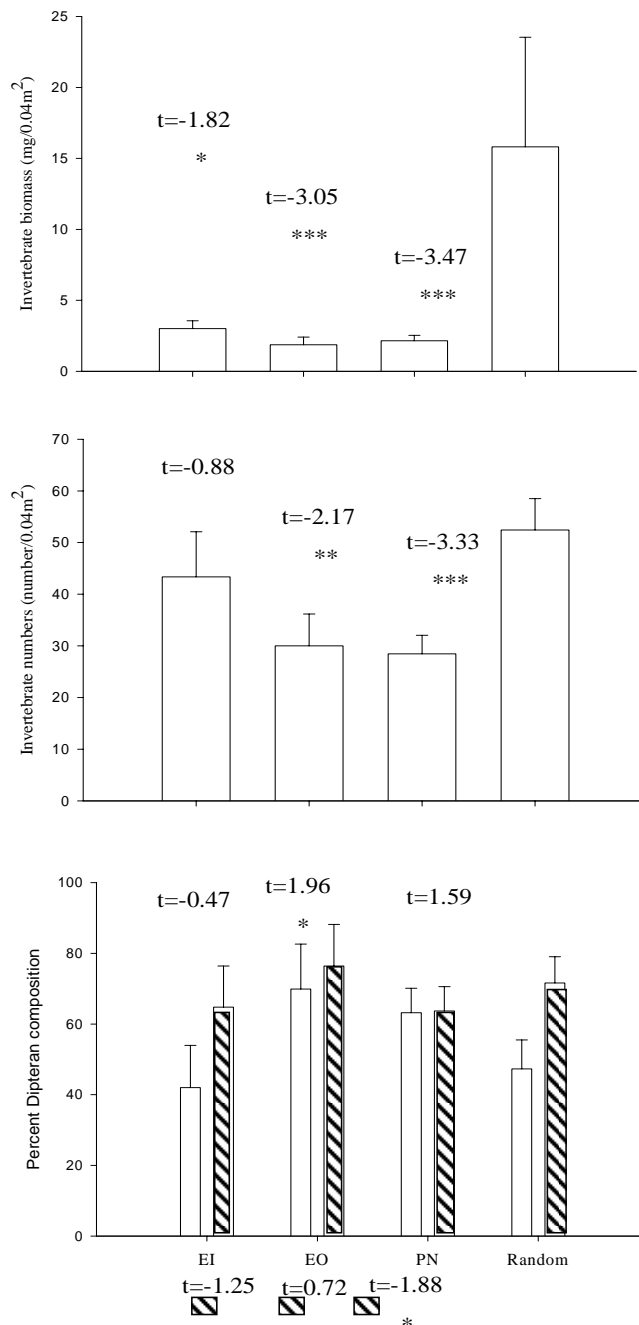 25
20
15
10
5
0
Invertebrate biomass (mg/0.04m²)
t=-1.82
*
t=-3.05
***
t=-3.47
***
70
60
50
40
30
20
10
0
Invertebrate numbers (number/0.04m²)
t=-0.88
t=-2.17
**
t=-3.33
***
100
80
60
40
20
0
Percent Dipteran composition
t=-0.47
t=1.96
*
t=1.59
EI EO PN Random
t=-1.25 t=0.72 t=-1.88
*